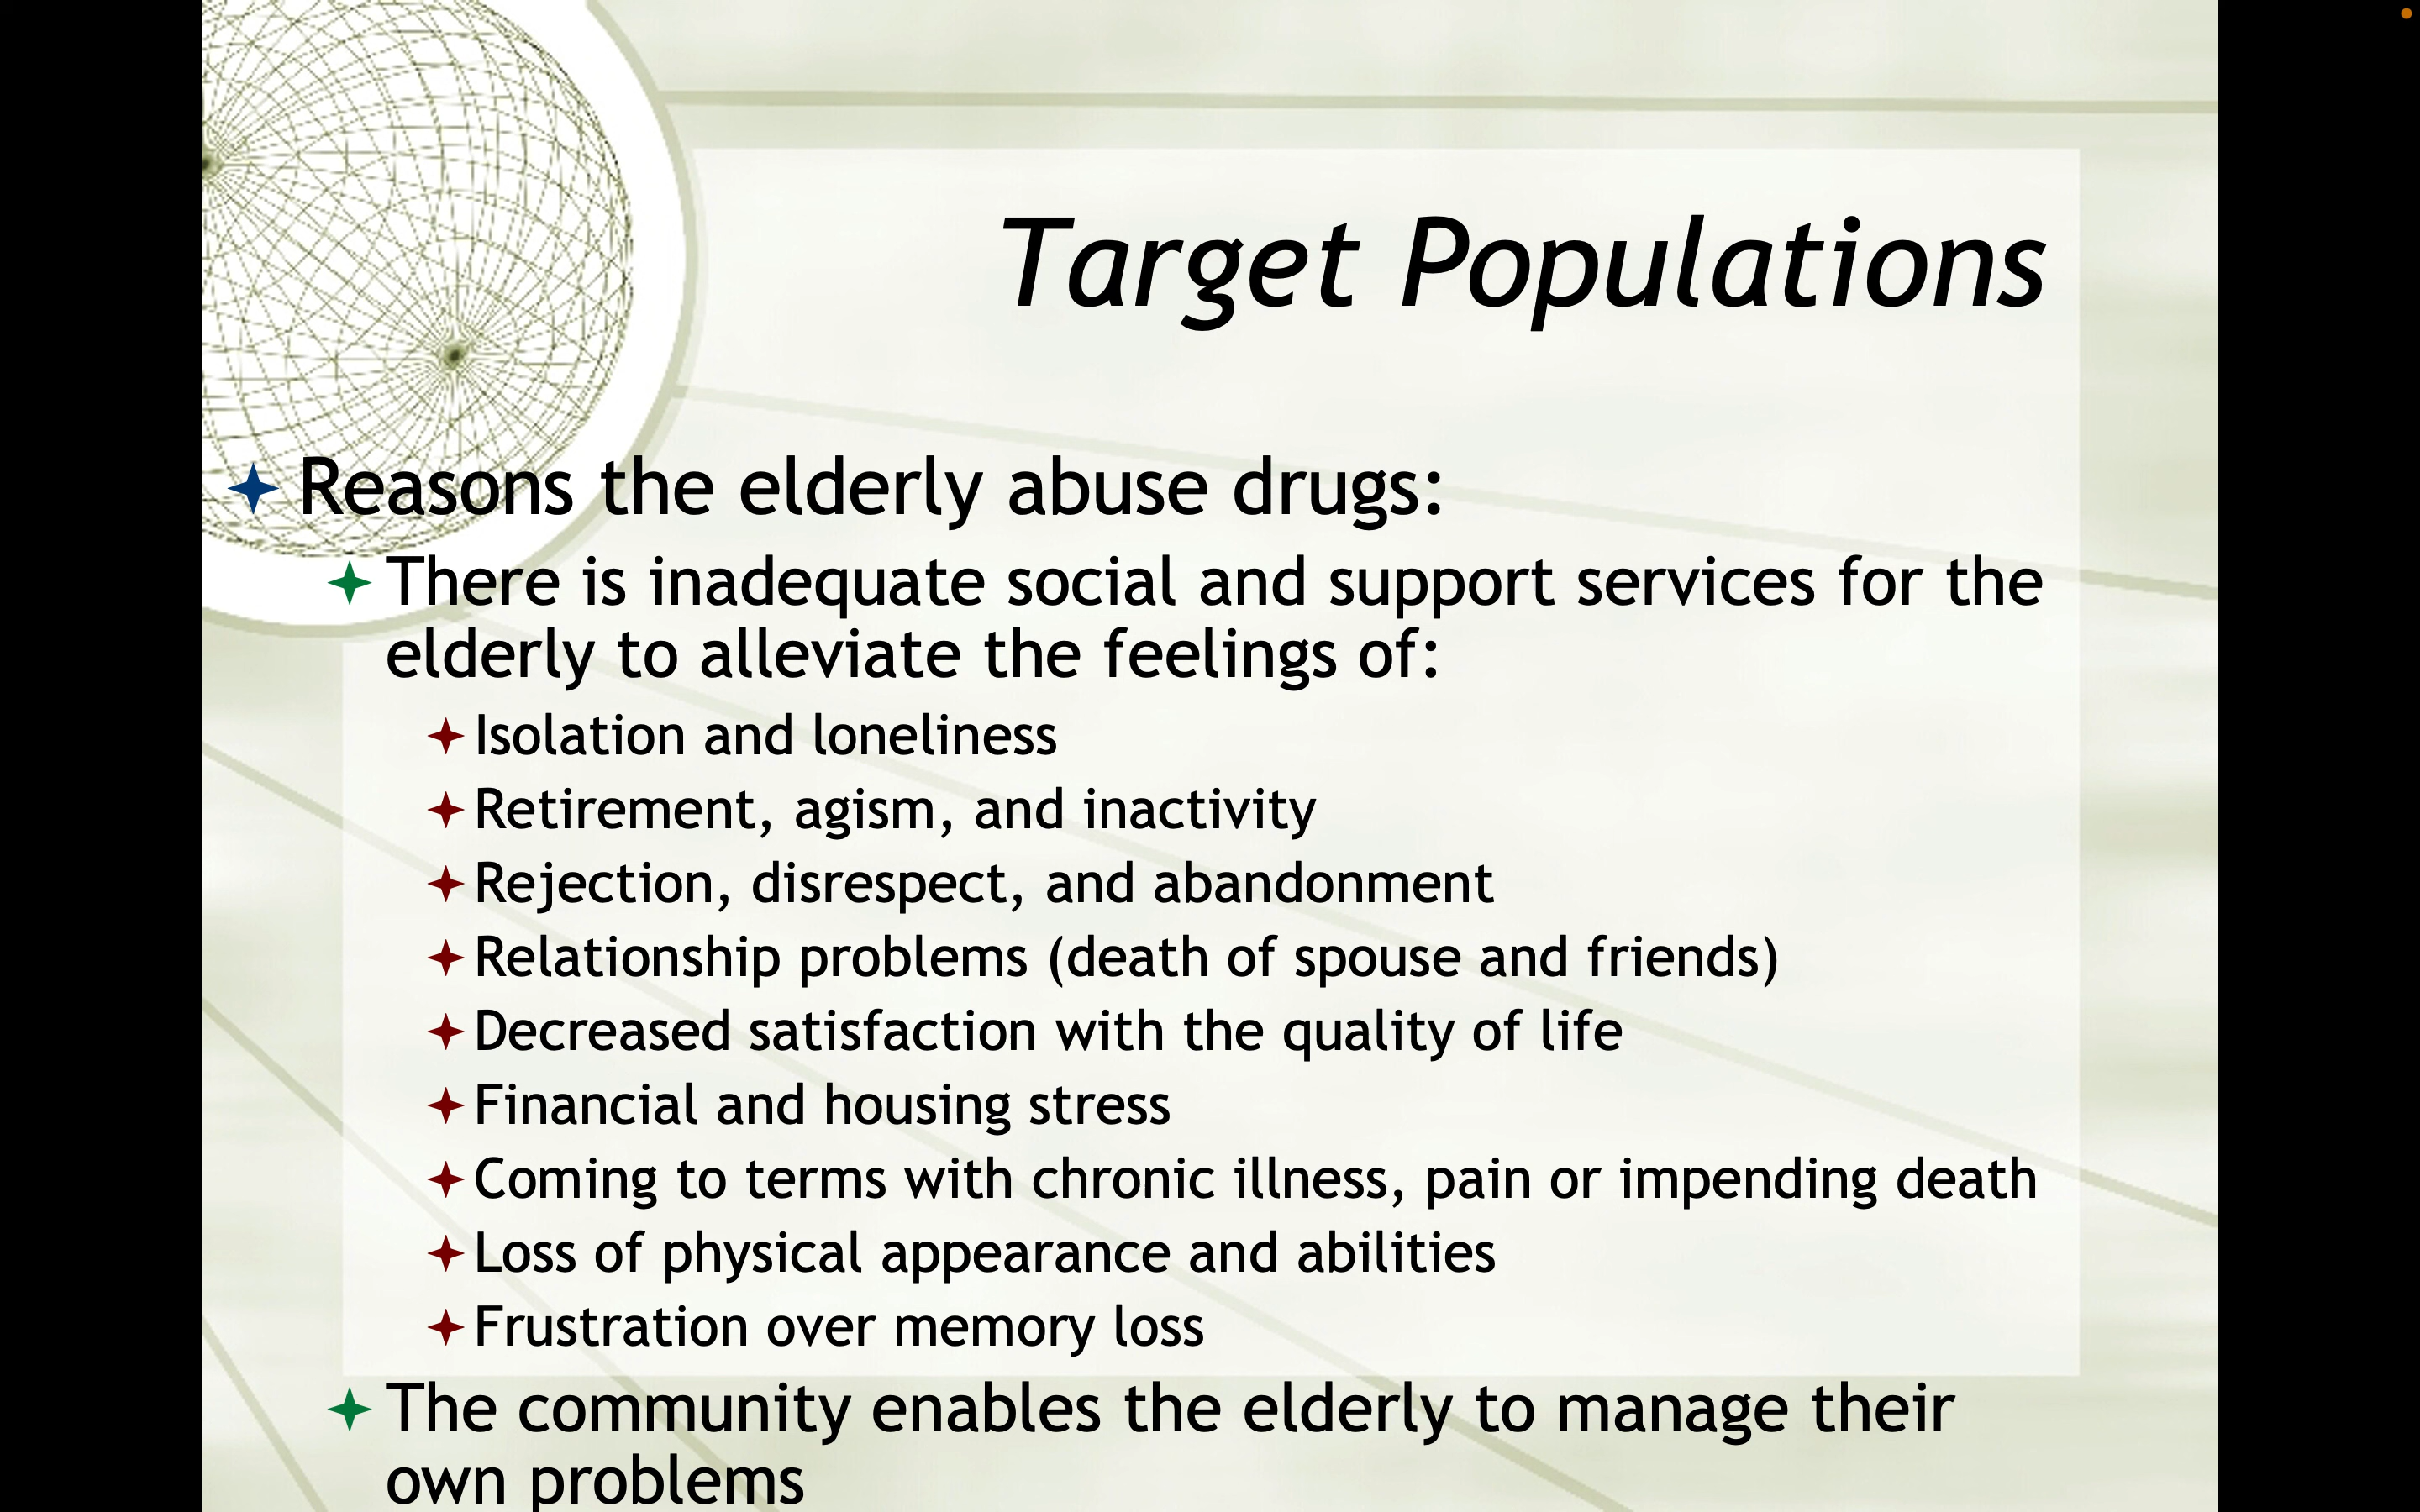 Target Populations
Reasons the elderly abuse drugs:
There is inadequate social and support services for the
elderly to alleviate the feelings of:
Isolation and loneliness
Retirement, agism, and inactivity
Rejection, disrespect, and abandonment
Relationship problems (death of spouse and friends)
Decreased satisfaction with the quality of life
Financial and housing stress
Coming to terms with chronic illness, pain or impending death
Loss of physical appearance and abilities
Frustration over memory loss
The community enables the elderly to manage their
own problems